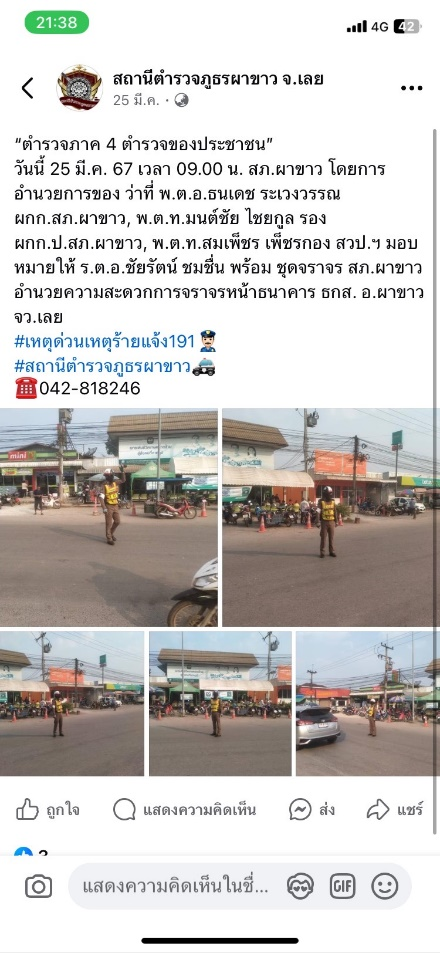 21:38
4G 42
สถานีตำรวจภูธรผาขาว จ.เลย
25 มี.ค.
“ตำรวจภาค 4 ตำรวจของประชาชน”
วันนี้ 25 มี.ค. 67 เวลา 09.00 น. สภ.ผาขาว โดยการ
อำนวยการของ ว่าที่ พ.ต.อ.ธนเดช ระเวงวรรณ
ผกก.สภ.ผาขาว, พ.ต.ท.มนต์ชัย ไชยกูล รอง
ผกก.ป.สภ.ผาขาว, พ.ต.ท.สมเพ็ชร เพ็ชรกอง สวป.ฯ มอบ
หมายให้ ร.ต.อ.ชัยรัตน์ ชมชื่น พร้อม ชุดจราจร สภ.ผาขาว
อำนวยความสะดวกการจราจรหน้าธนาคาร ธกส. อ.ผาขาว
จว.เลย
#เหตุด่วนเหตุร้ายแจ้ง191
#สถานีตำรวจภูธรผาขาว
042-818246
mini
ถูกใจ แสดงความคิดเห็น ส่ง แชร์
แสดงความคิดเห็นในชื่... GIF